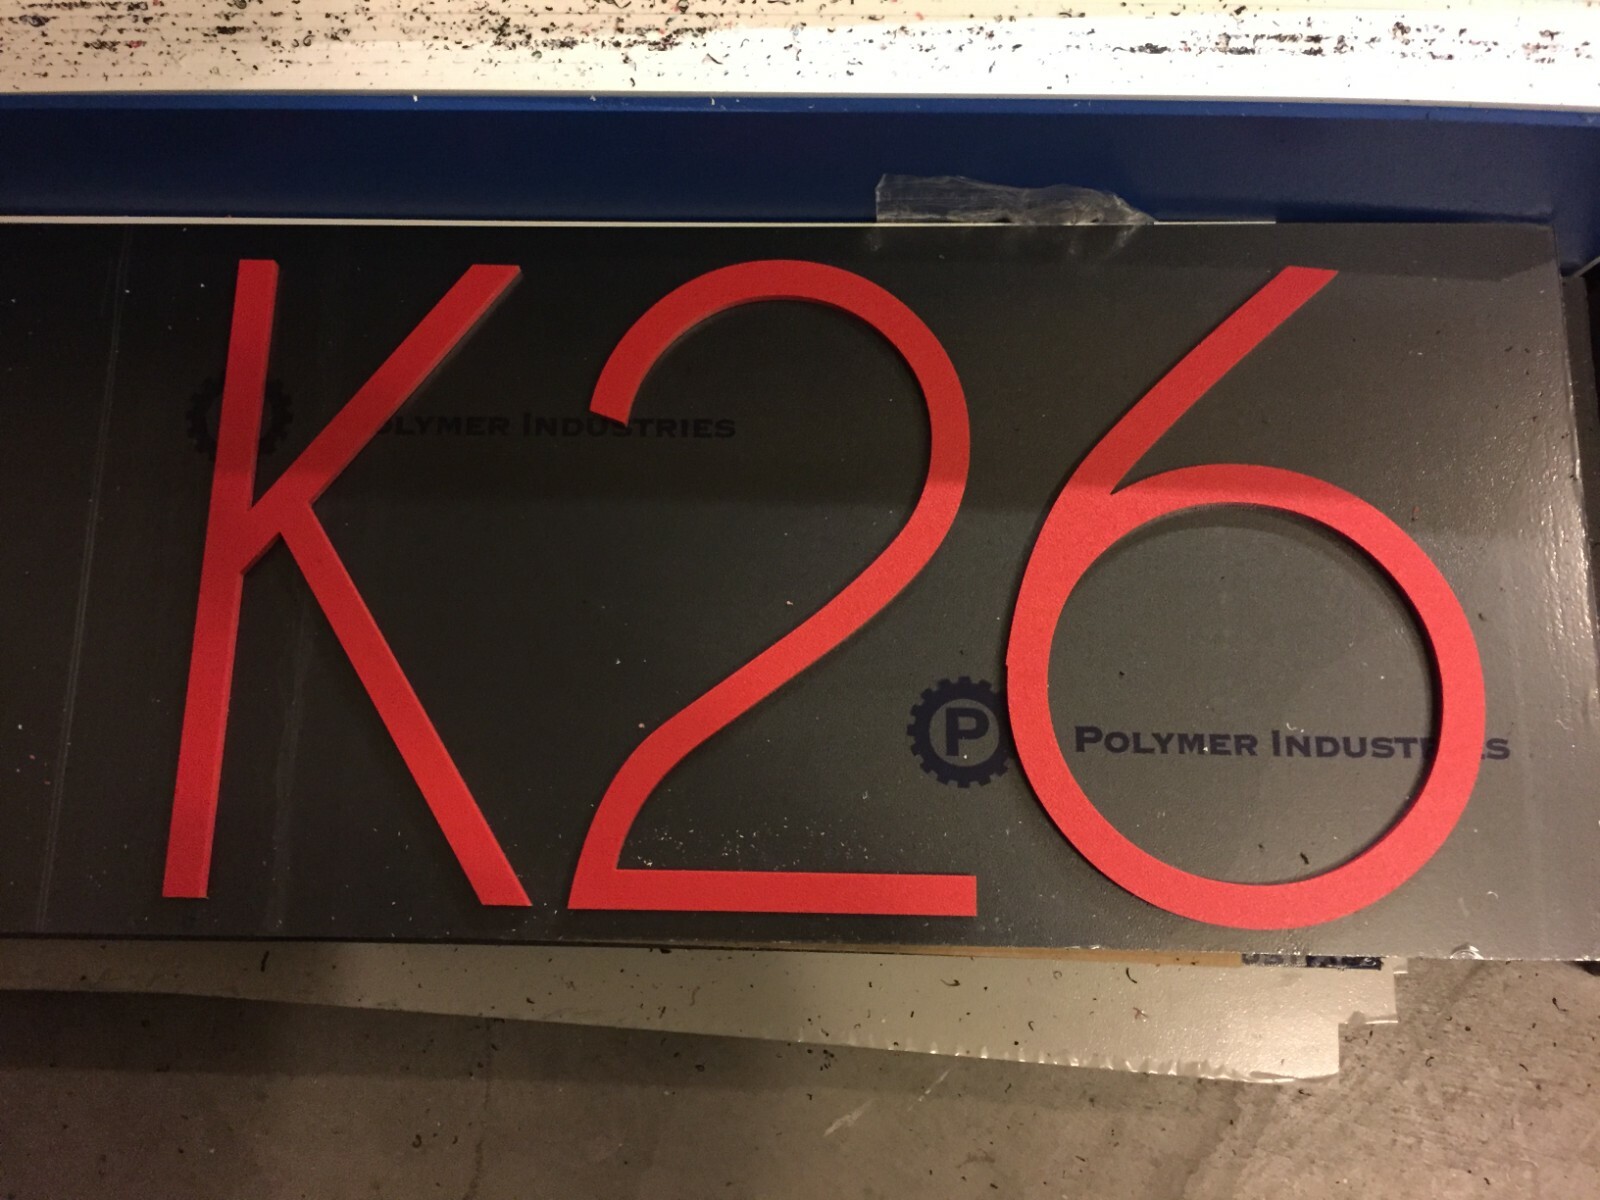 K26
POLYMER INDUSTRIES
P POLYMER INDUSTRIES